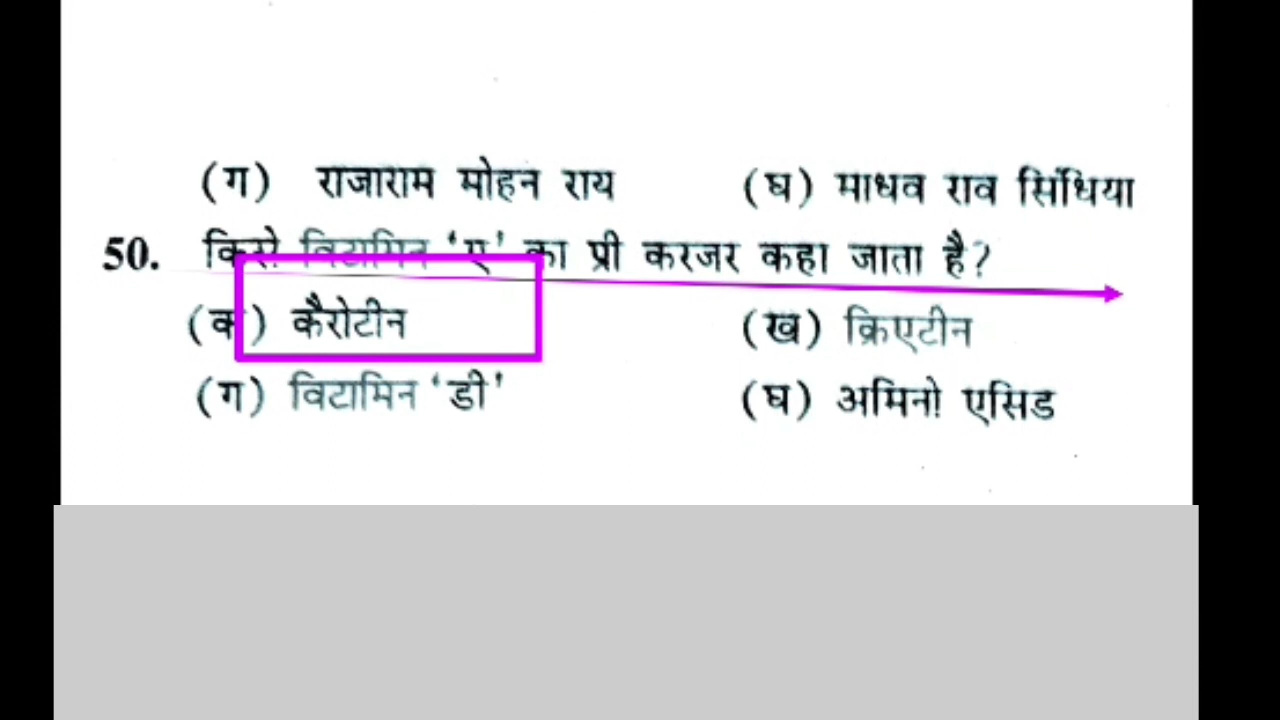 (ग) राजाराम मोहन राय (घ) माधव राव सिंधिया
50. किसे विटामिन 'ए' का प्री करजर कहा जाता है?
(क) कैरोटीन (ख) क्रिएटीन
(ग) विटामिन 'डी' (घ) अमिनो एसिड